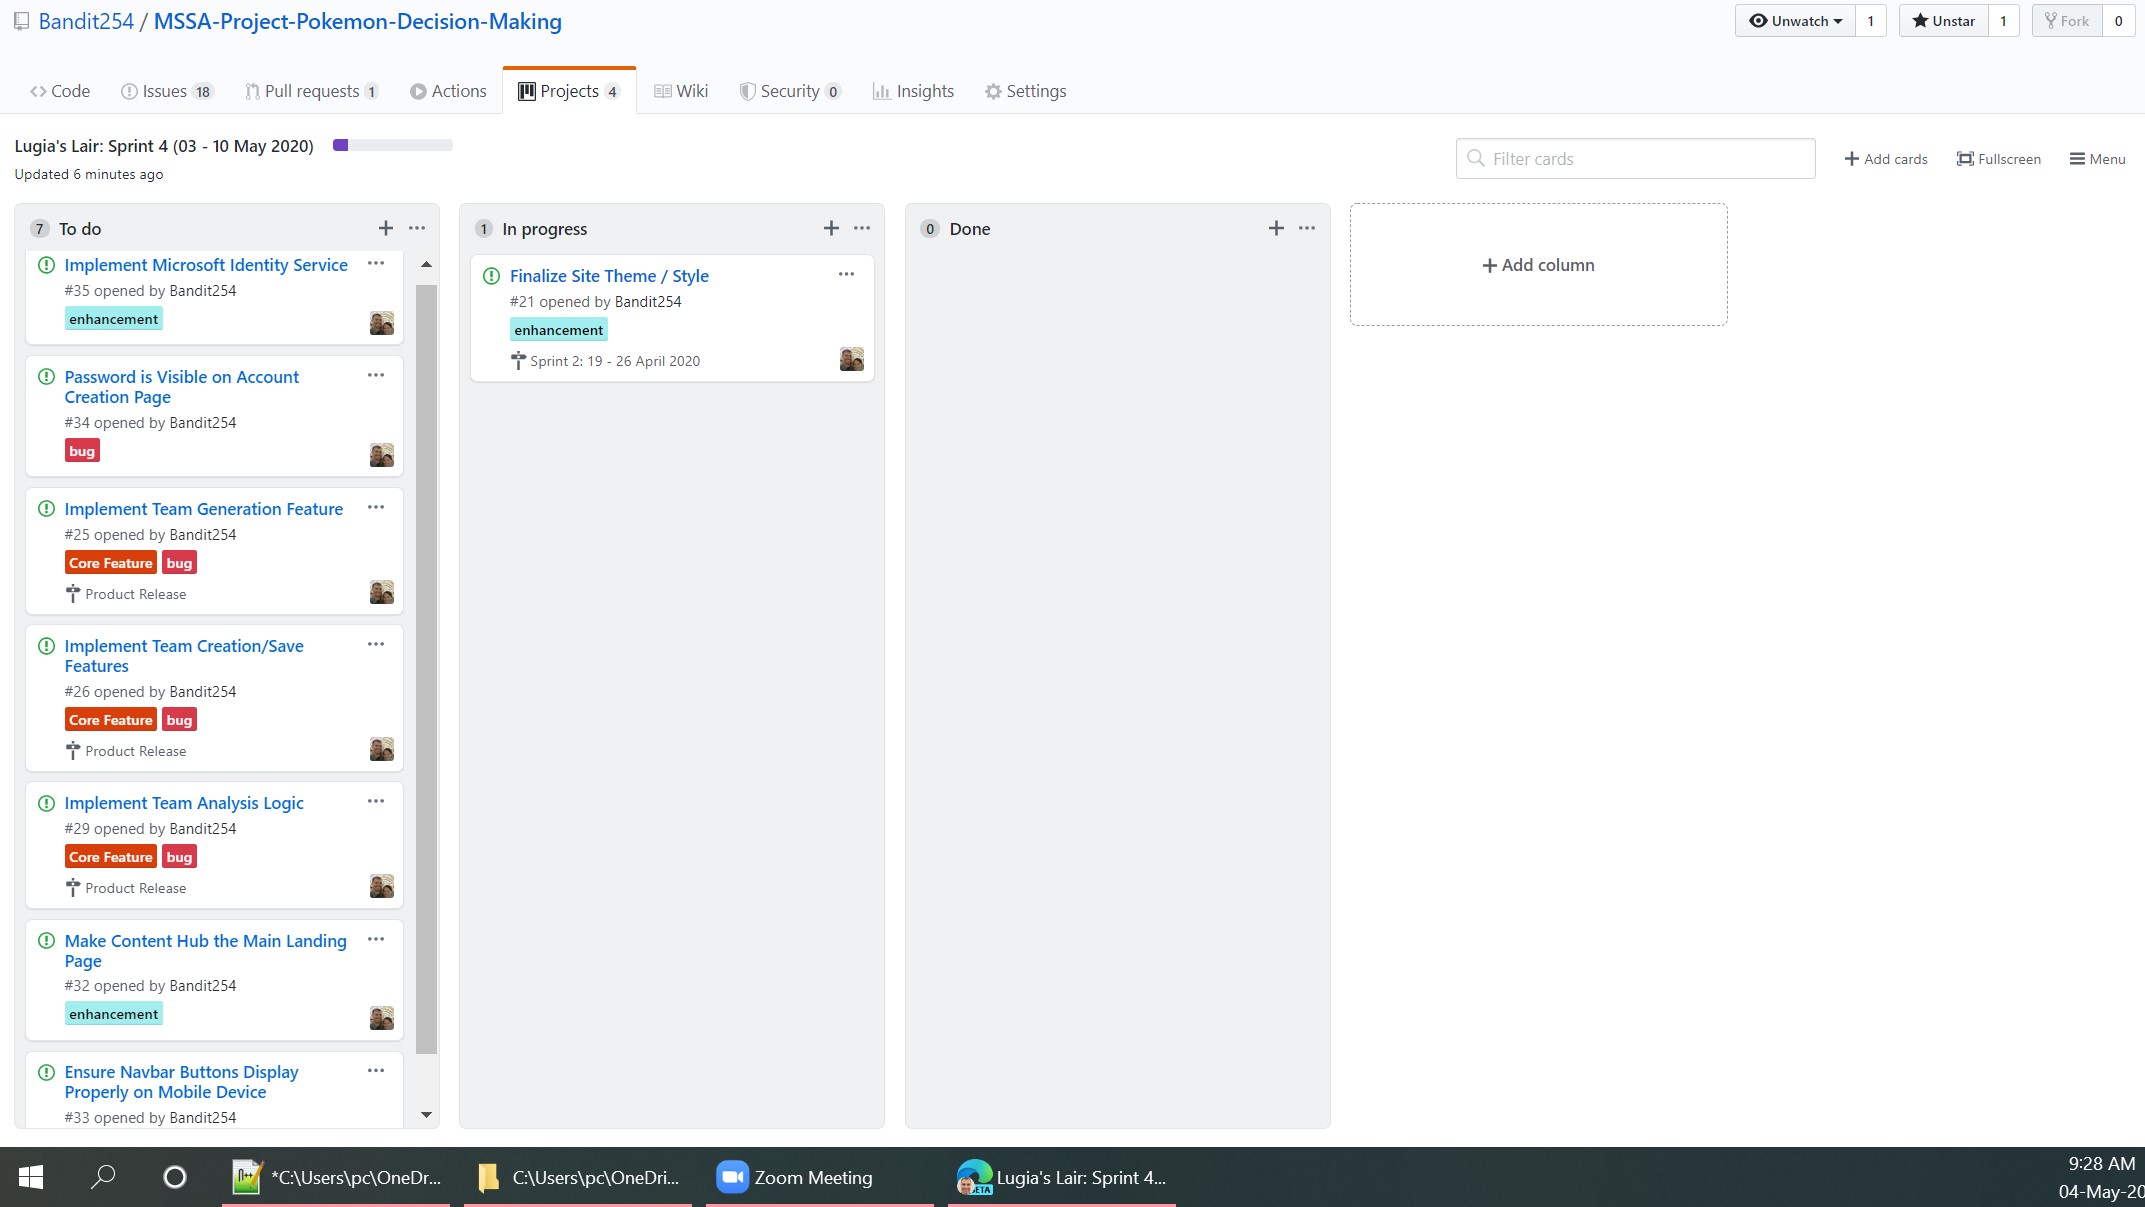 Bandit254 / MSSA-Project-Pokemon-Decision-Making
Unwatch 1
Unstar 1
Fork 0
Code
Issues 18
Pull requests 1
Actions
Projects 4
Wiki
Security 0
Insights
Settings
Lugia's Lair: Sprint 4 (03 - 10 May 2020)
Updated 6 minutes ago
Filter cards
Add cards
Fullscreen
Menu
7 To do
Implement Microsoft Identity Service
#35 opened by Bandit254
enhancement
Password is Visible on Account
Creation Page
#34 opened by Bandit254
bug
Implement Team Generation Feature
#25 opened by Bandit254
Core Feature bug
Product Release
Implement Team Creation/Save
Features
#26 opened by Bandit254
Core Feature bug
Product Release
Implement Team Analysis Logic
#29 opened by Bandit254
Core Feature bug
Product Release
Make Content Hub the Main Landing
Page
#32 opened by Bandit254
enhancement
Ensure Navbar Buttons Display
Properly on Mobile Device
#33 opened by Bandit254
1 In progress
Finalize Site Theme / Style
#21 opened by Bandit254
enhancement
Sprint 2: 19 - 26 April 2020
0 Done
Add column
*C:\Users\pc\OneDr...
C:\Users\pc\OneDri...
Zoom Meeting
BETA
Lugia's Lair: Sprint 4...
9:28 AM
04-May-20